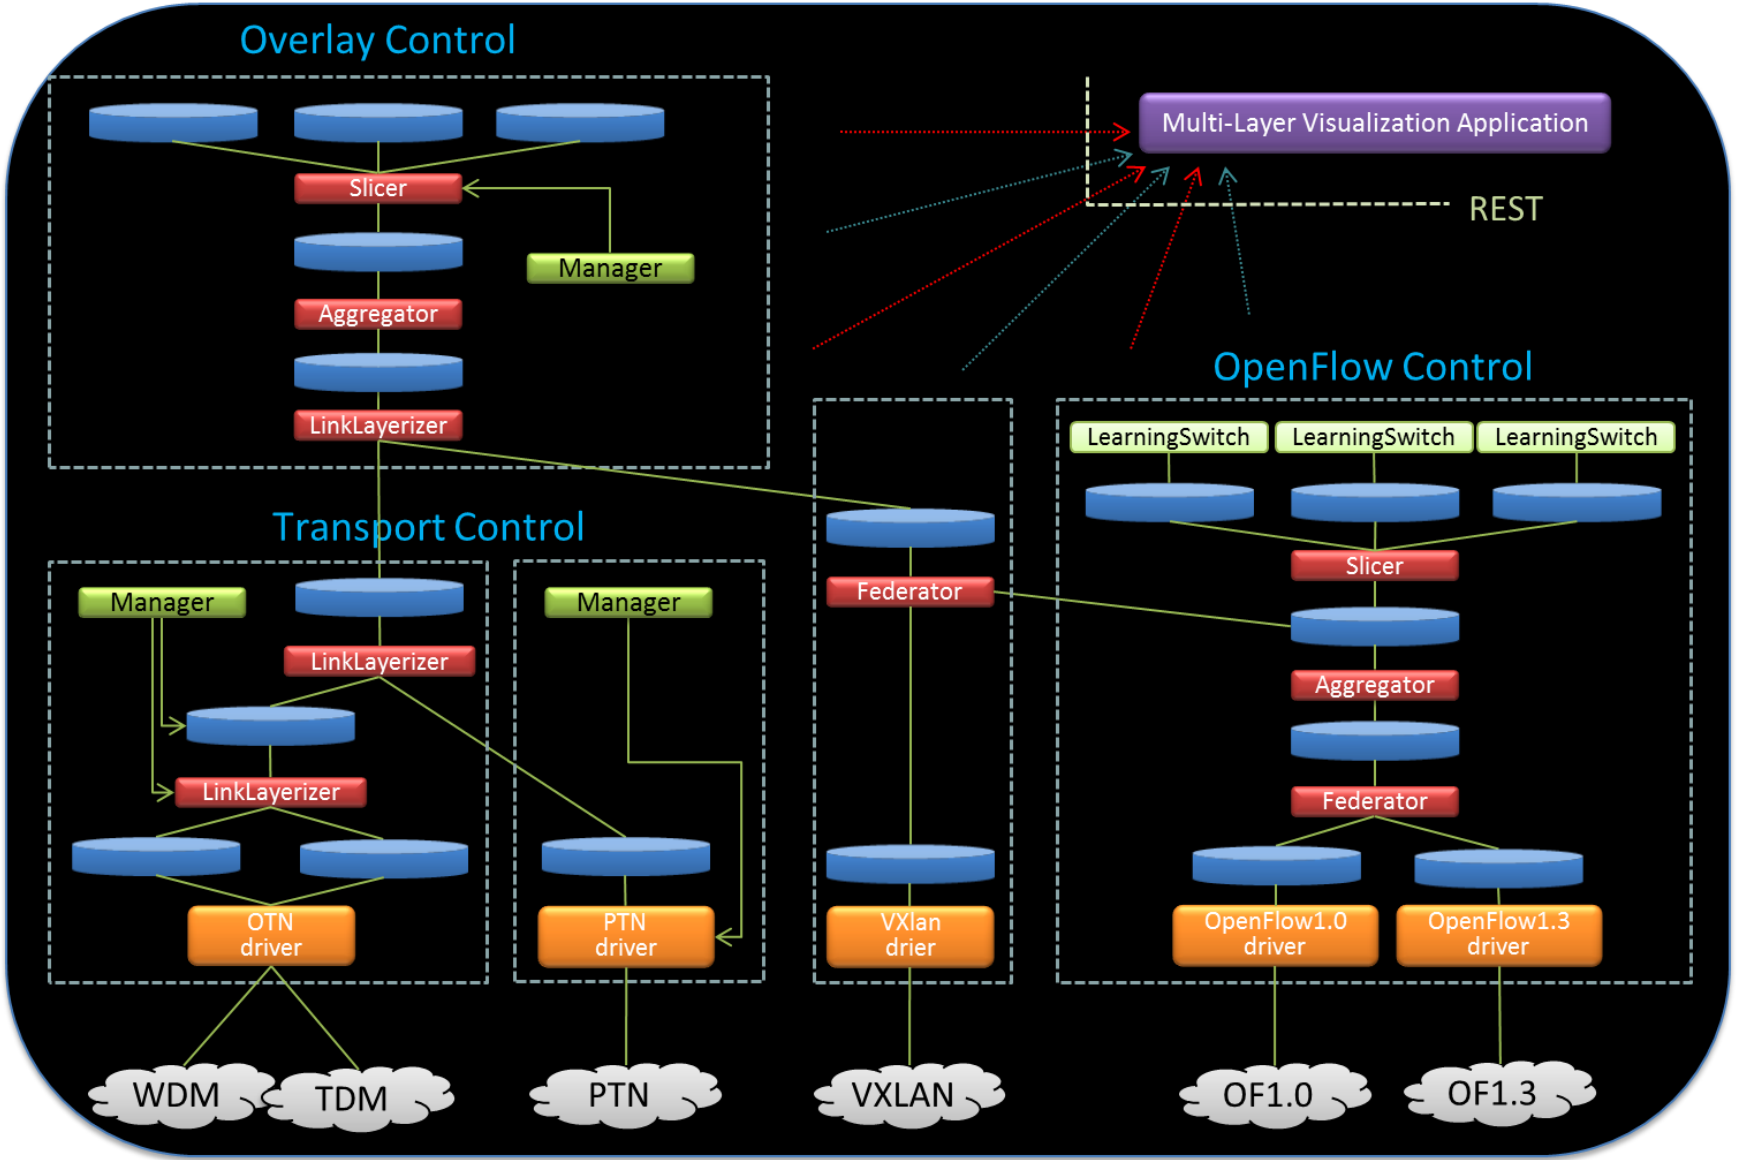 Overlay Control
Multi-Layer Visualization Application
REST
Slicer
Manager
Aggregator
LinkLayerizer
OpenFlow Control
LearningSwitch
LearningSwitch
LearningSwitch
Slicer
Aggregator
Federator
OpenFlow1.0
driver
OpenFlow1.3
driver
Federator
VXlan
drier
Transport Control
Manager
LinkLayerizer
LinkLayerizer
OTN
driver
Manager
PTN
driver
WDM
TDM
PTN
VXLAN
OF1.0
OF1.3